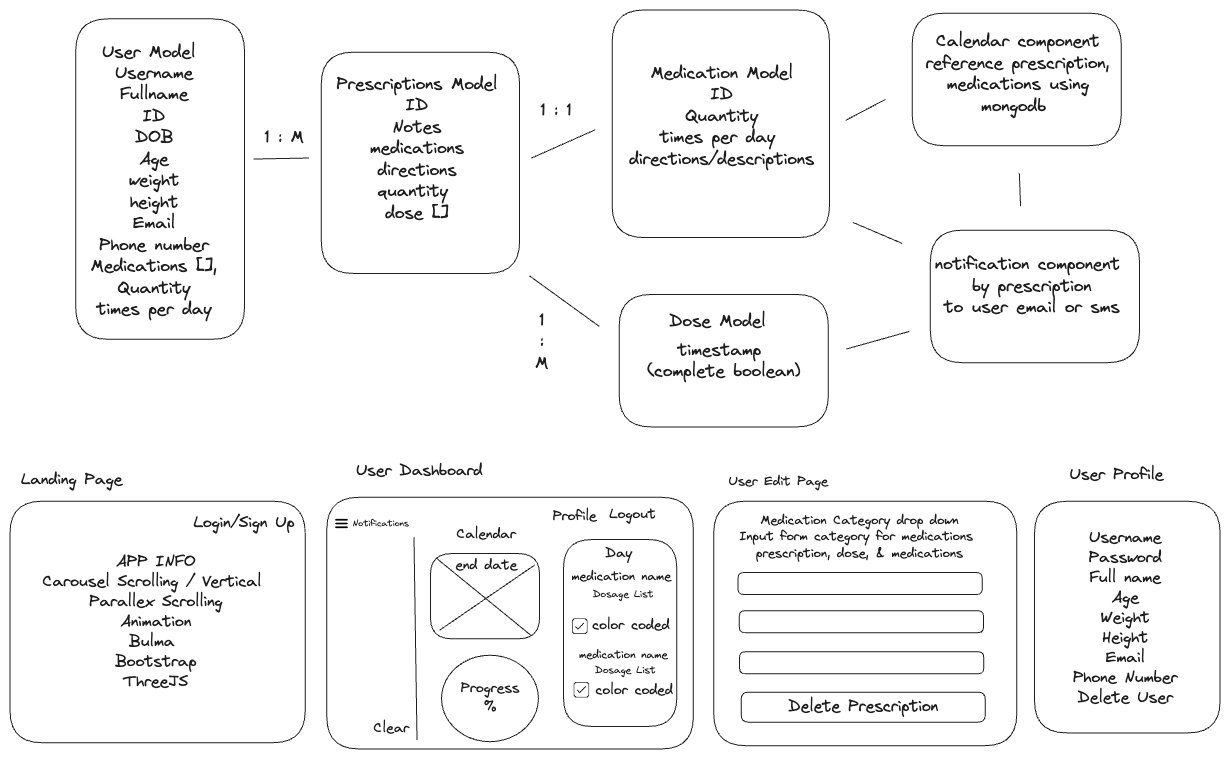 User Model
Username
Fullname
ID
DOB
Age
weight
height
Email
Phone number
Medications [],
Quantity
times per day
1 : M
Prescriptions Model
ID
Notes
medications
directions
quantity
dose []
1 : 1
Medication Model
ID
Quantity
times per day
directions/descriptions
Calendar component
reference prescription,
medications using
mongodb
notification component
by prescription
to user email or sms
1
:
M
Dose Model
timestamp
(complete boolean)
Landing Page
Login/Sign Up
APP INFO
Carousel Scrolling / Vertical
Parallex Scrolling
Animation
Bulma
Bootstrap
ThreeJS
User Dashboard
Notifications
Profile Logout
Calendar
end date
Progress
%
Clear
Day
medication name
Dosage List
color coded
medication name
Dosage List
color coded
User Edit Page
Medication Category drop down
Input form category for medications
prescription, dose, & medications
Delete Prescription
User Profile
Username
Password
Full name
Age
Weight
Height
Email
Phone Number
Delete User